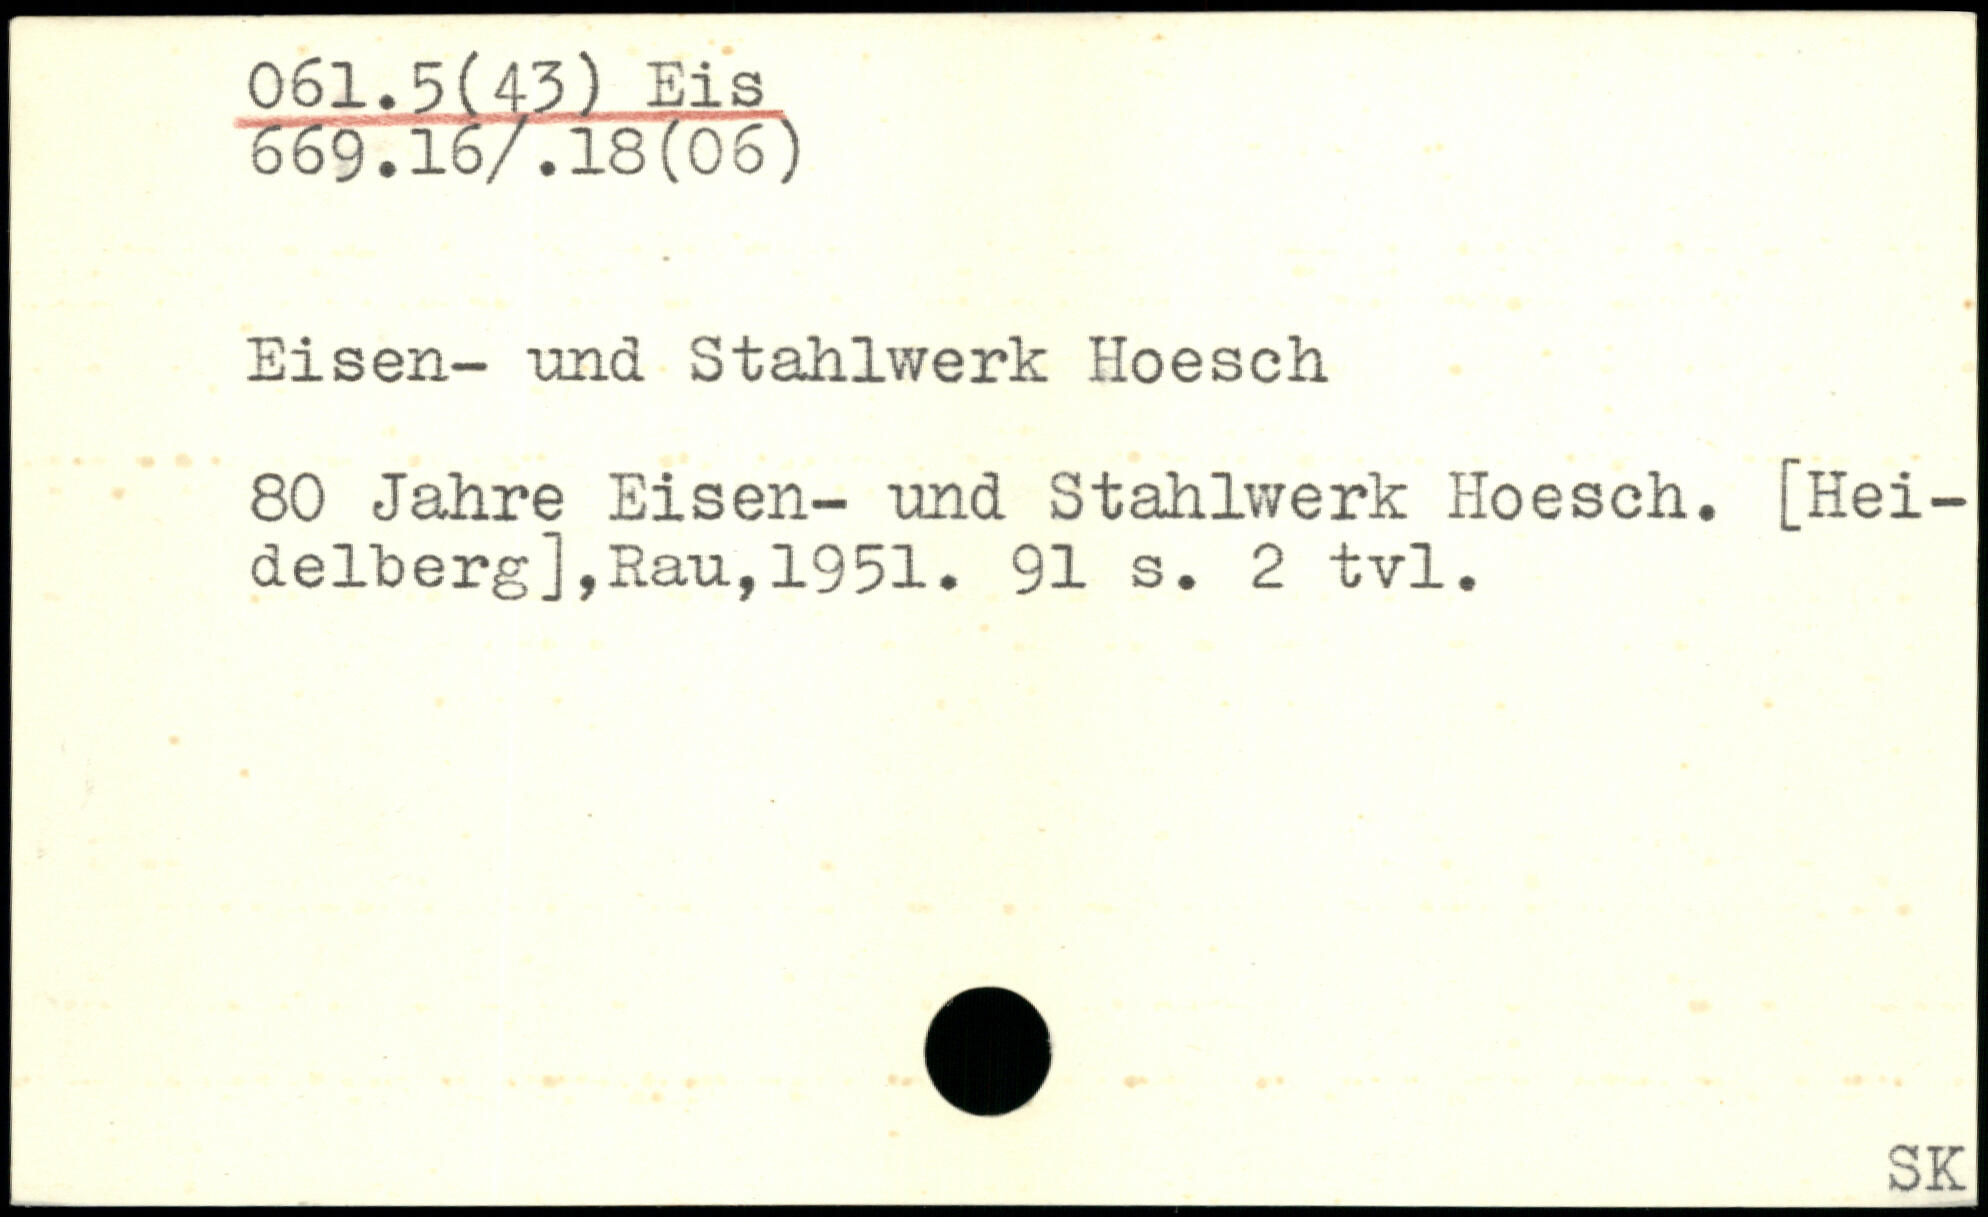 061.5(43) Eis
669.16/.18(06)
Eisen- und Stahlwerk Hoesch
80 Jahre Eisen- und Stahlwerk Hoesch. [Hei-
delberg],Rau,1951. 91 s. 2 tvl.
SK